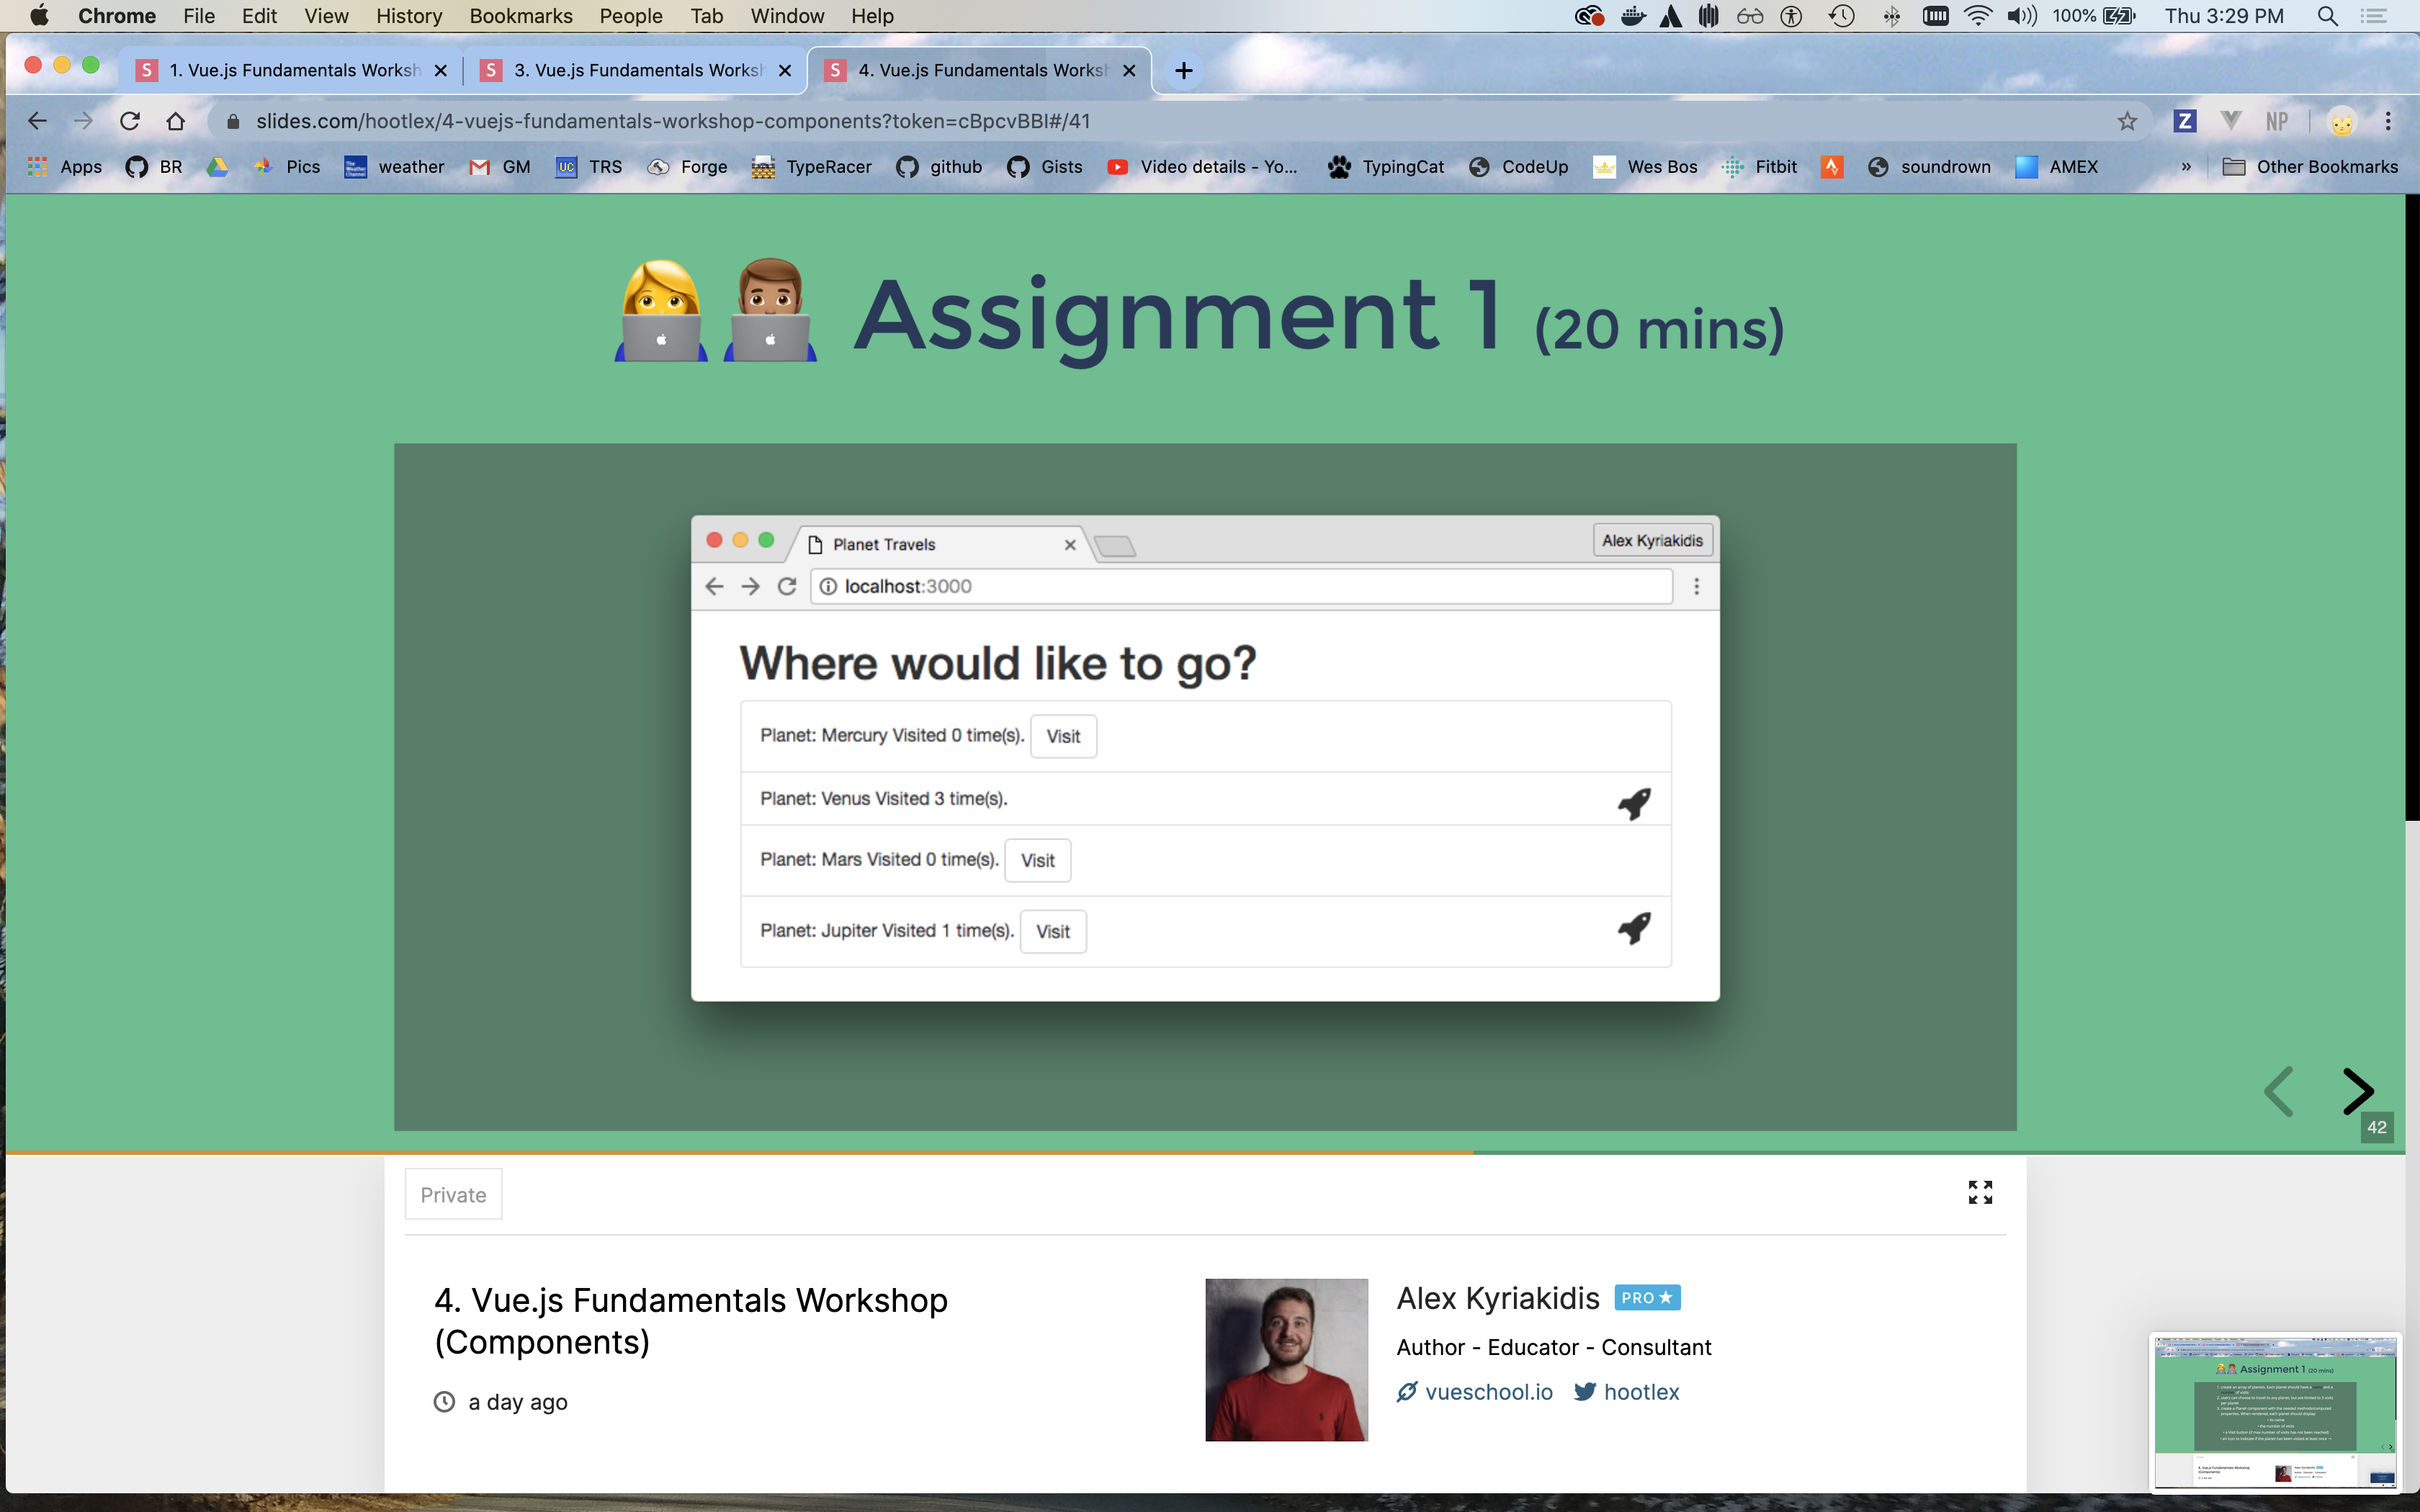 Chrome File Edit View History Bookmarks People Tab Window Help 100% Thu 3:29 PM
S 1. Vue.js Fundamentals Worksh S 3. Vue.js Fundamentals Worksh S 4. Vue.js Fundamentals Worksh
slides.com/hootlex/4-vuejs-fundamentals-workshop-components?token=cBpcvBBI#/41 Z NP
Apps BR Pics weather GM UC TRS Forge TypeRacer github Gists Video details - Yo... TypingCat CodeUp Wes Bos Fitbit soundrown AMEX » Other Bookmarks
Assignment 1 (20 mins)
Planet Travels Alex Kyriakidis
localhost:3000
Where would like to go?
Planet: Mercury Visited 0 time(s). Visit
Planet: Venus Visited 3 time(s).
Planet: Mars Visited 0 time(s). Visit
Planet: Jupiter Visited 1 time(s). Visit
42
Private
4. Vue.js Fundamentals Workshop
(Components)
a day ago
Alex Kyriakidis PRO
Author - Educator - Consultant
vueschool.io hootlex
Assignment 1 (20 mins)